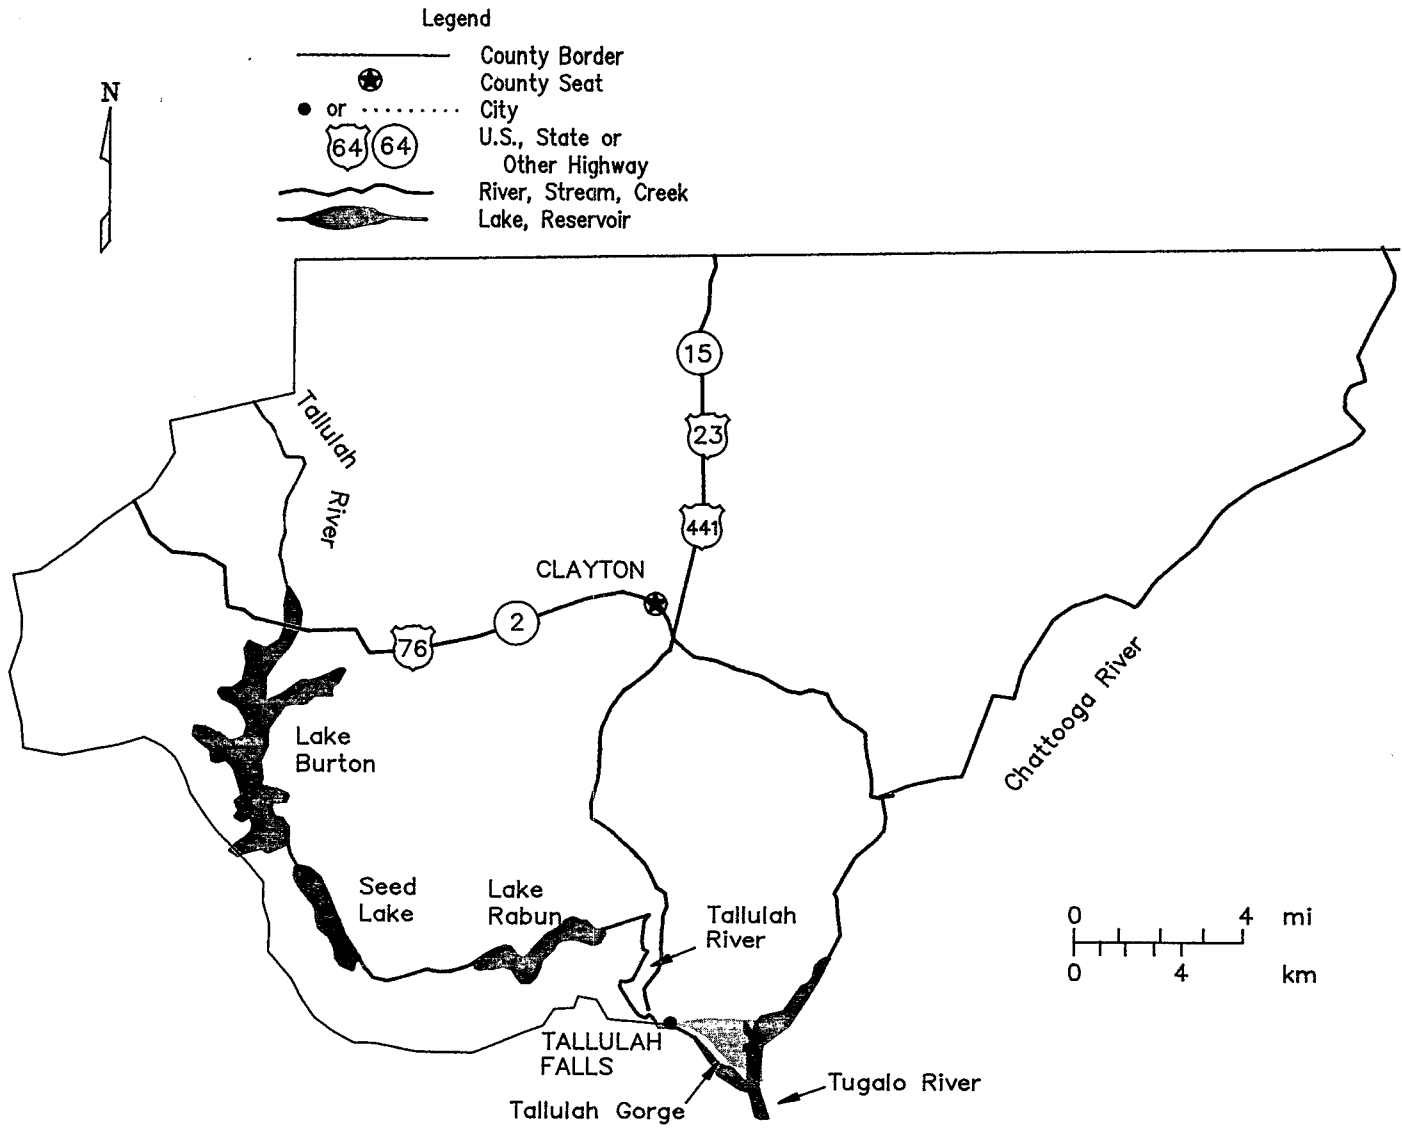 Legend
County Border
County Seat
or
City
64 64
U.S., State or
Other Highway
River, Stream, Creek
Lake, Reservoir
N
15
23
441
Tallulah
River
CLAYTON
2
76
Lake
Burton
Chattooga River
Seed
Lake
Lake
Rabun
Tallulah
River
0 4 mi
0 4 km
TALLULAH
FALLS
Tallulah Gorge
Tugalo River